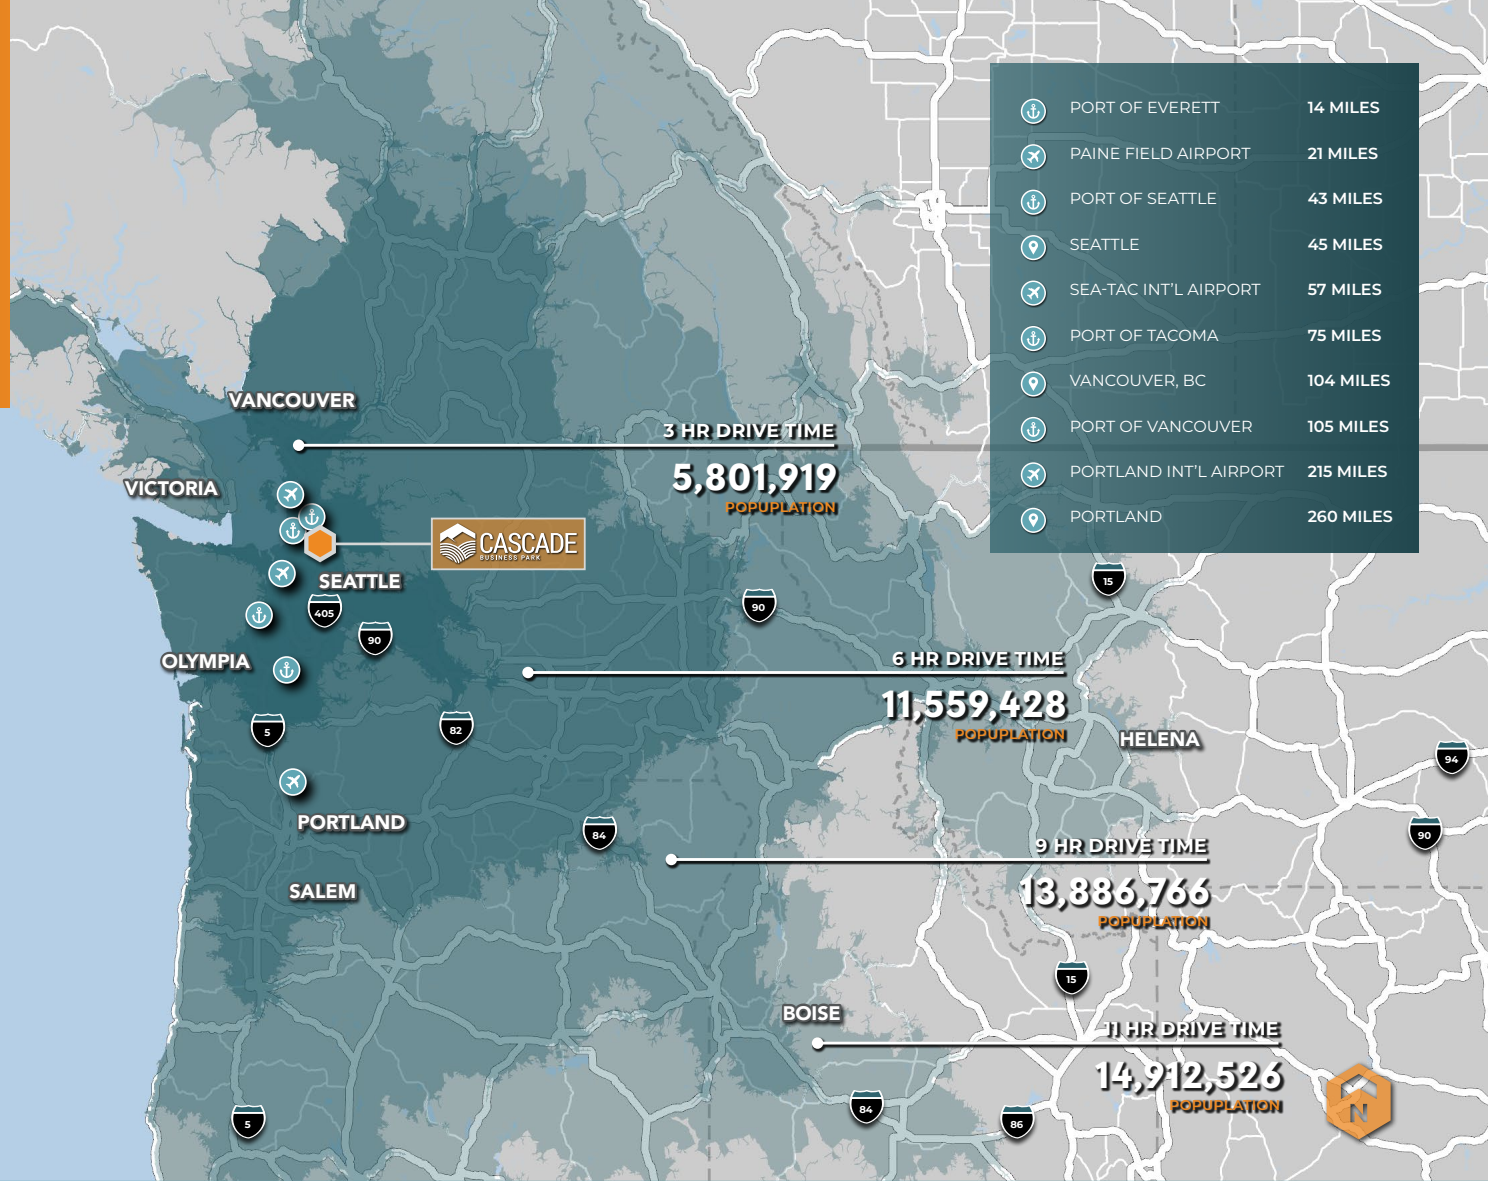 PORT OF EVERETT 14 MILES
PAINE FIELD AIRPORT 21 MILES
PORT OF SEATTLE 43 MILES
SEATTLE 45 MILES
SEA-TAC INT'L AIRPORT 57 MILES
PORT OF TACOMA 75 MILES
VANCOUVER, BC 104 MILES
PORT OF VANCOUVER 105 MILES
PORTLAND INT'L AIRPORT 215 MILES
PORTLAND 260 MILES
VANCOUVER
3 HR DRIVE TIME
5,801,919
POPUPLATION
VICTORIA
CASCADE
BUSINESS PARK
SEATTLE
15
405
90
90
OLYMPIA
6 HR DRIVE TIME
11,559,428
POPUPLATION
5
82
HELENA
94
PORTLAND
84
90
9 HR DRIVE TIME
13,886,766
POPUPLATION
SALEM
15
BOISE
11 HR DRIVE TIME
14,912,526
POPUPLATION
84
5
86
N